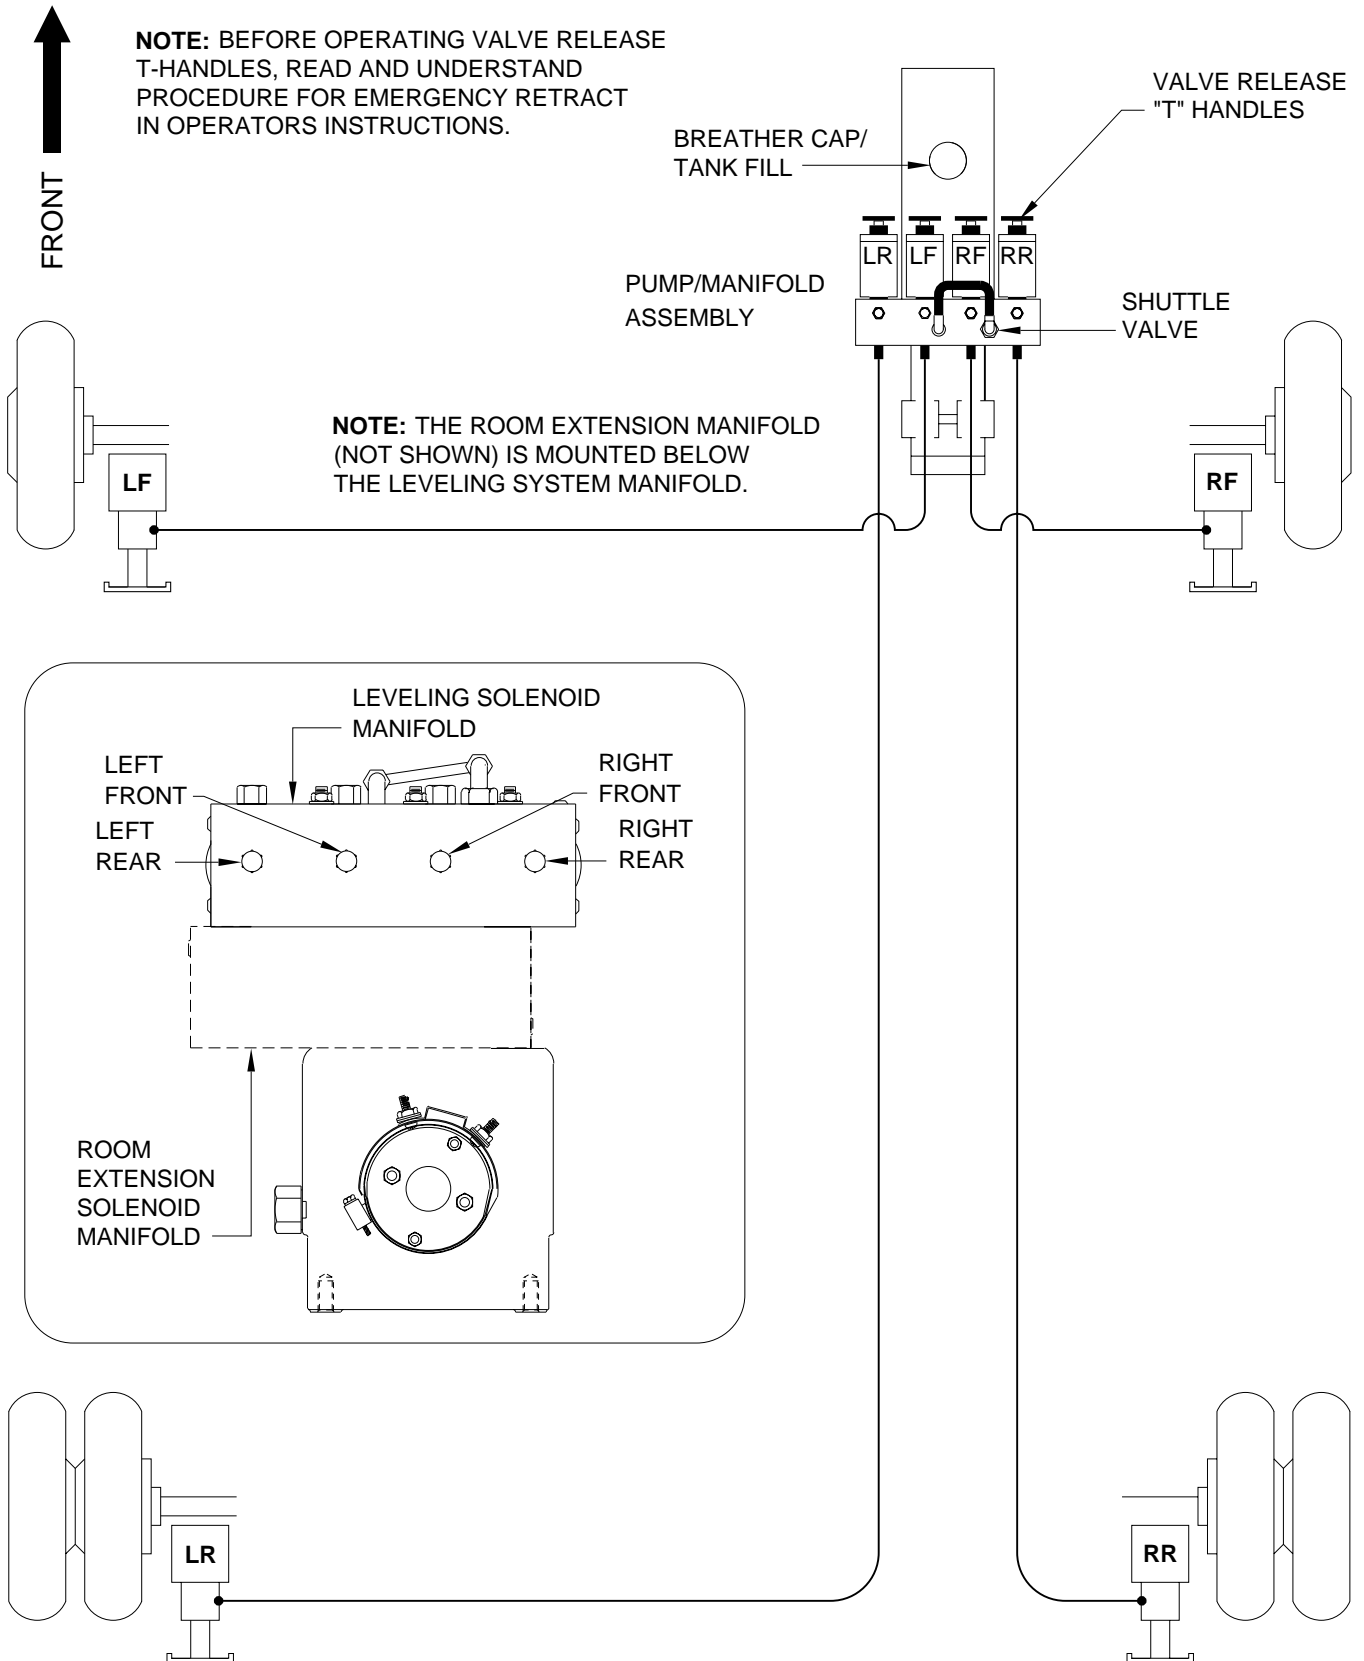 FRONT
NOTE: BEFORE OPERATING VALVE RELEASE
T-HANDLES, READ AND UNDERSTAND
PROCEDURE FOR EMERGENCY RETRACT
IN OPERATORS INSTRUCTIONS.
BREATHER CAP/
TANK FILL
VALVE RELEASE
"T" HANDLES
LR
LF
RF
RR
PUMP/MANIFOLD
ASSEMBLY
SHUTTLE
VALVE
NOTE: THE ROOM EXTENSION MANIFOLD
(NOT SHOWN) IS MOUNTED BELOW
THE LEVELING SYSTEM MANIFOLD.
LF
RF
LEVELING SOLENOID
MANIFOLD
LEFT
FRONT
RIGHT
FRONT
LEFT
REAR
RIGHT
REAR
ROOM
EXTENSION
SOLENOID
MANIFOLD
LR
RR